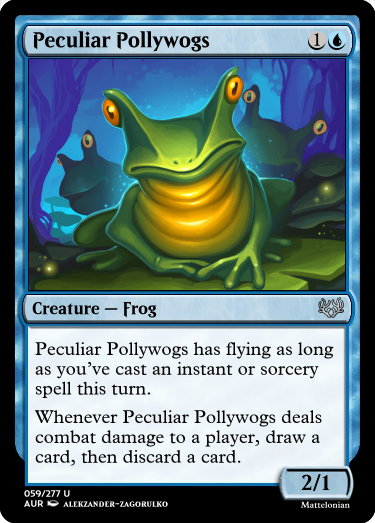 Peculiar Pollywogs 1
Creature — Frog
Peculiar Pollywogs has flying as long
as you've cast an instant or sorcery
spell this turn.
Whenever Peculiar Pollywogs deals
combat damage to a player, draw a
card, then discard a card.
2/1
059/277 U
AUR ALEKZANDER-ZAGORULKO
Mattelonian